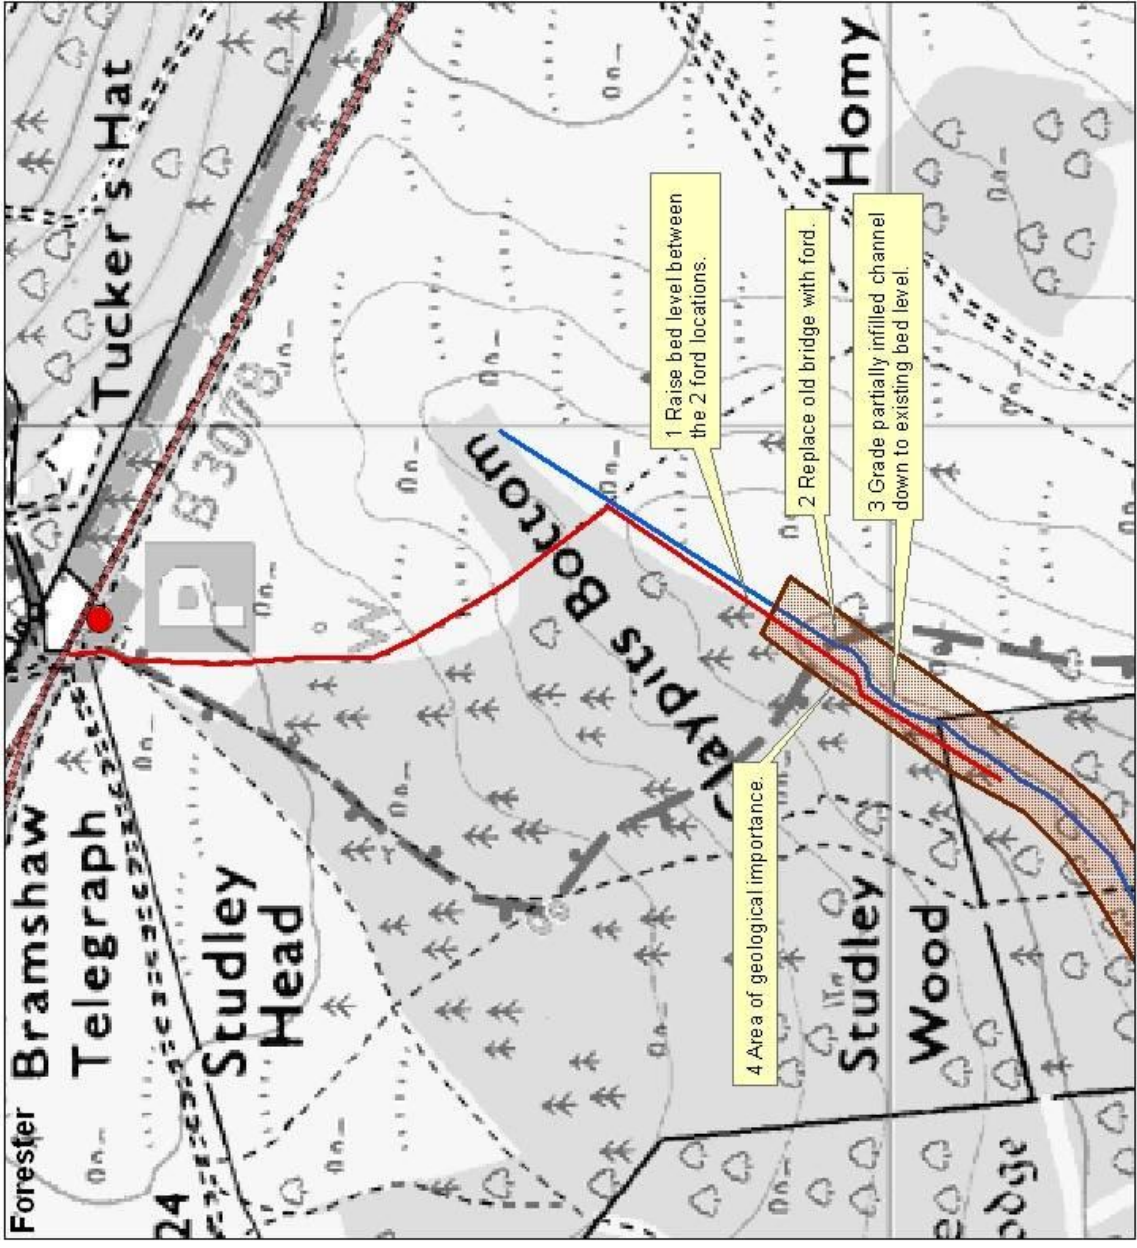 Forester
Bramshaw
Telegraph
Tucker's Hat
B 3078
P
24
Studley
Head
W
Claypits Bottom
1 Raise bed level between
the 2 ford locations.
2 Replace old bridge with ford.
3 Grade partially infilled channel
down to existing bed level.
4 Area of geological importance.
Homy
Studley
Wood
odge